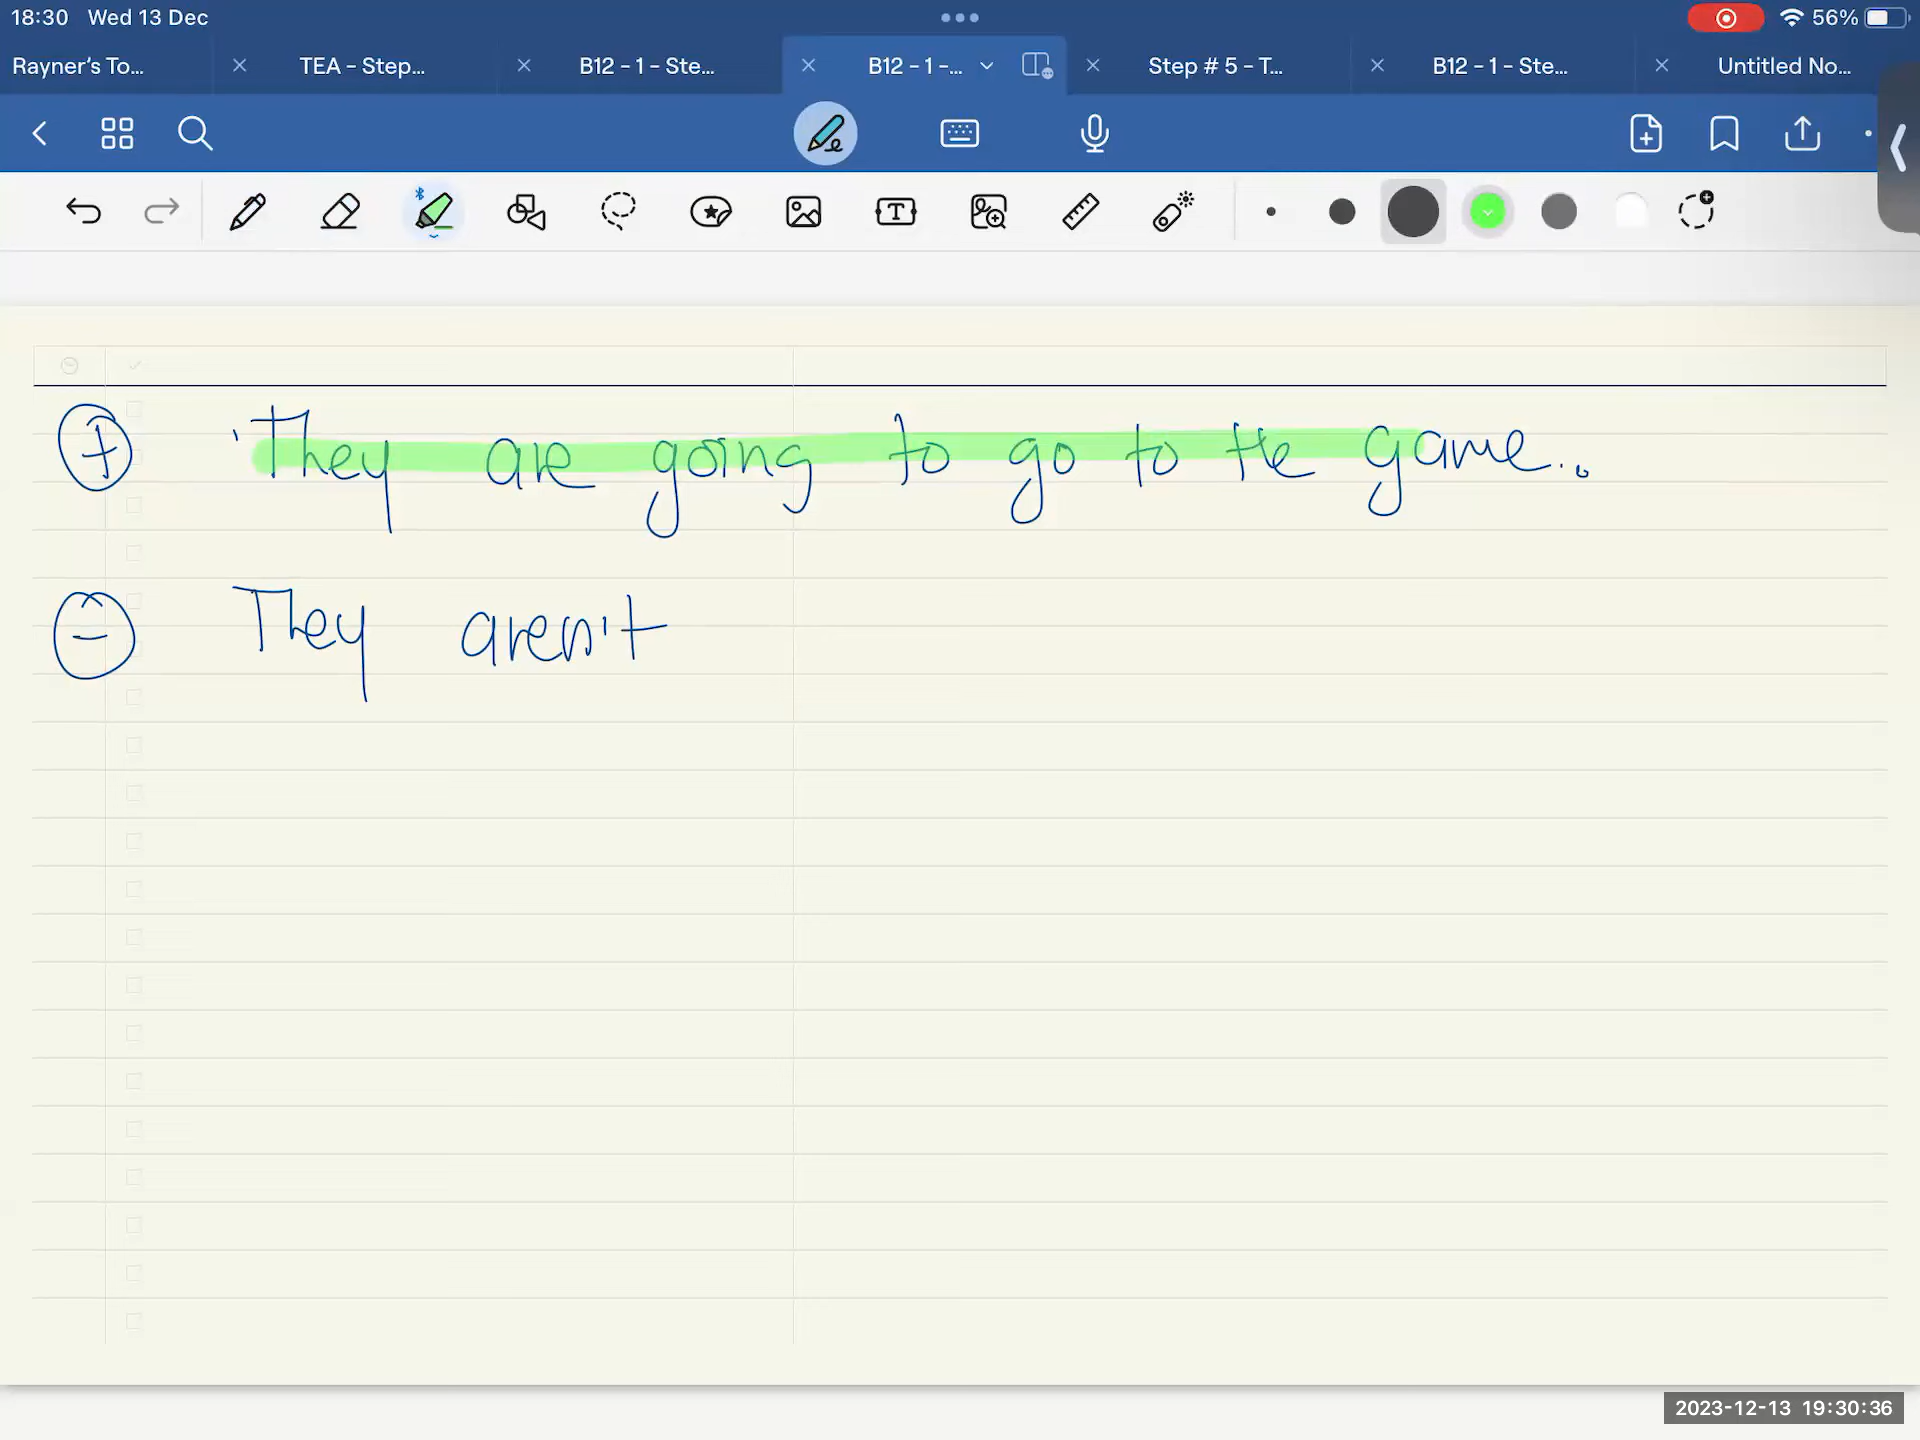 18:30 Wed 13 Dec 56%
Rayner's To... TEA - Step... B12 - 1 - Ste... B12 - 1 -... Step # 5 - T... B12 - 1 - Ste... Untitled No...
+ They are going to go to the game.
- They aren't
2023-12-13 19:30:36